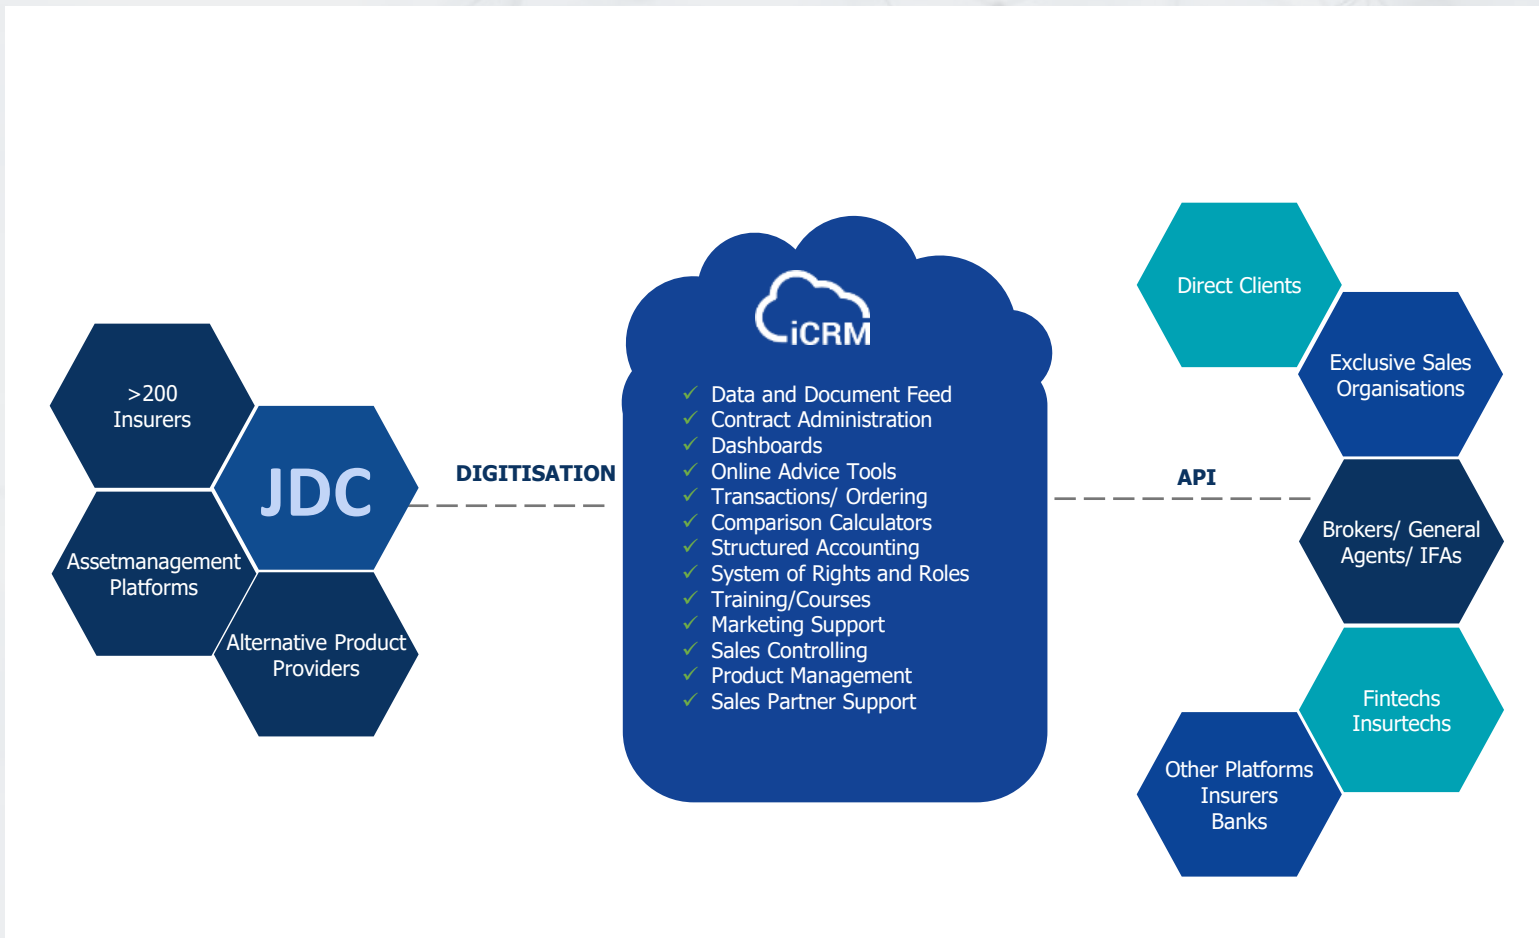 >200
Insurers
JDC
Assetmanagement
Platforms
Alternative Product
Providers
DIGITISATION
iCRM
✓ Data and Document Feed
✓ Contract Administration
✓ Dashboards
✓ Online Advice Tools
✓ Transactions/ Ordering
✓ Comparison Calculators
✓ Structured Accounting
✓ System of Rights and Roles
✓ Training/Courses
✓ Marketing Support
✓ Sales Controlling
✓ Product Management
✓ Sales Partner Support
API
Direct Clients
Exclusive Sales
Organisations
Brokers/ General
Agents/ IFAs
Fintechs
Insurtechs
Other Platforms
Insurers
Banks